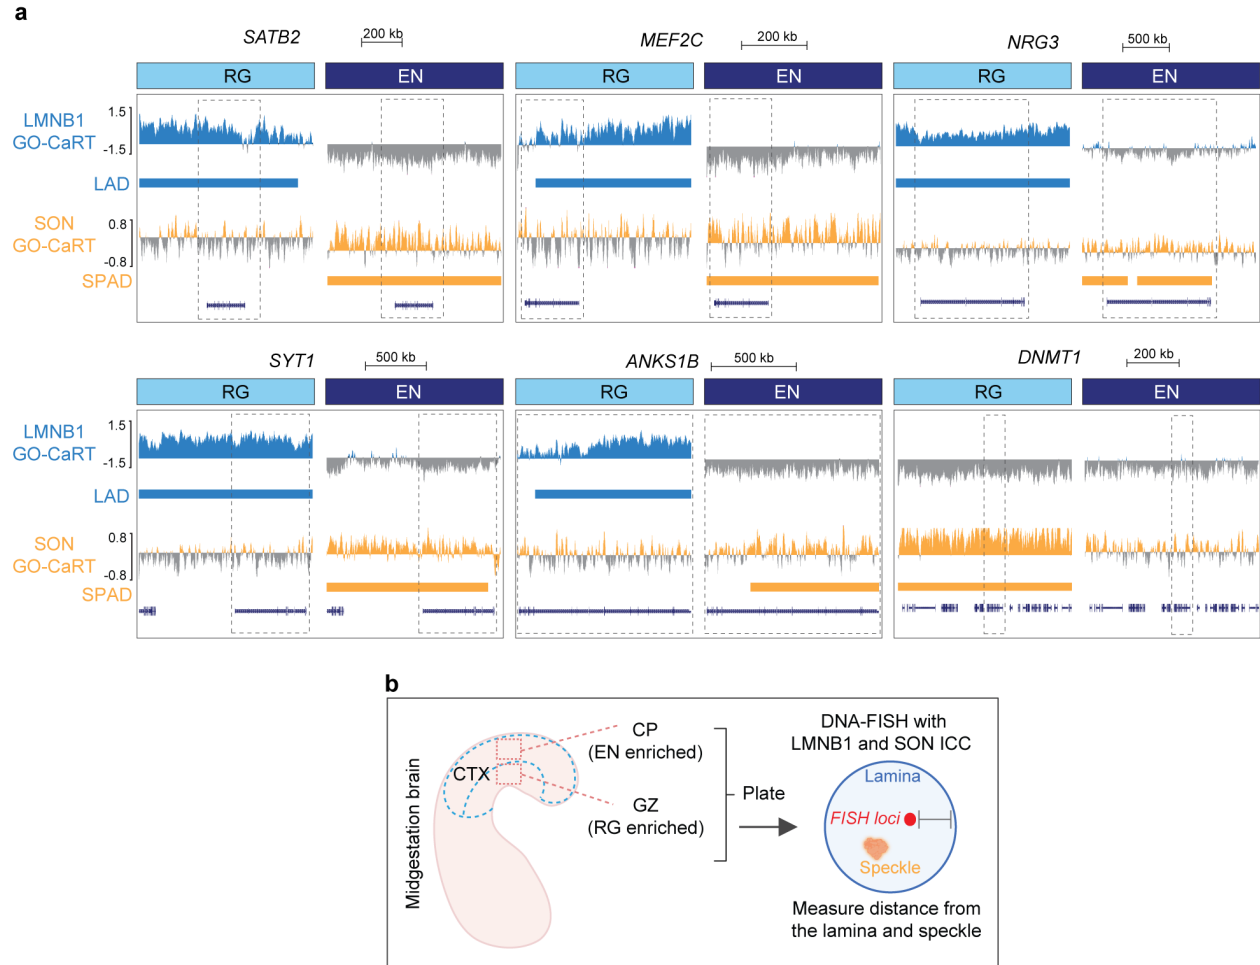 a
SATB2
200 kb
MEF2C
200 kb
NRG3
500 kb
RG
EN
RG
EN
RG
EN
LMNB1
GO-CaRT
1.5
-1.5
LAD
SON
GO-CaRT
0.8
-0.8
SPAD
SYT1
500 kb
ANKS1B
500 kb
DNMT1
200 kb
RG
EN
RG
EN
RG
EN
LMNB1
GO-CaRT
1.5
-1.5
LAD
SON
GO-CaRT
0.8
-0.8
SPAD
b
Midgestation brain
CTX
CP
(EN enriched)
GZ
(RG enriched)
Plate
DNA-FISH with
LMNB1 and SON ICC
Lamina
FISH loci
Speckle
Measure distance from
the lamina and speckle